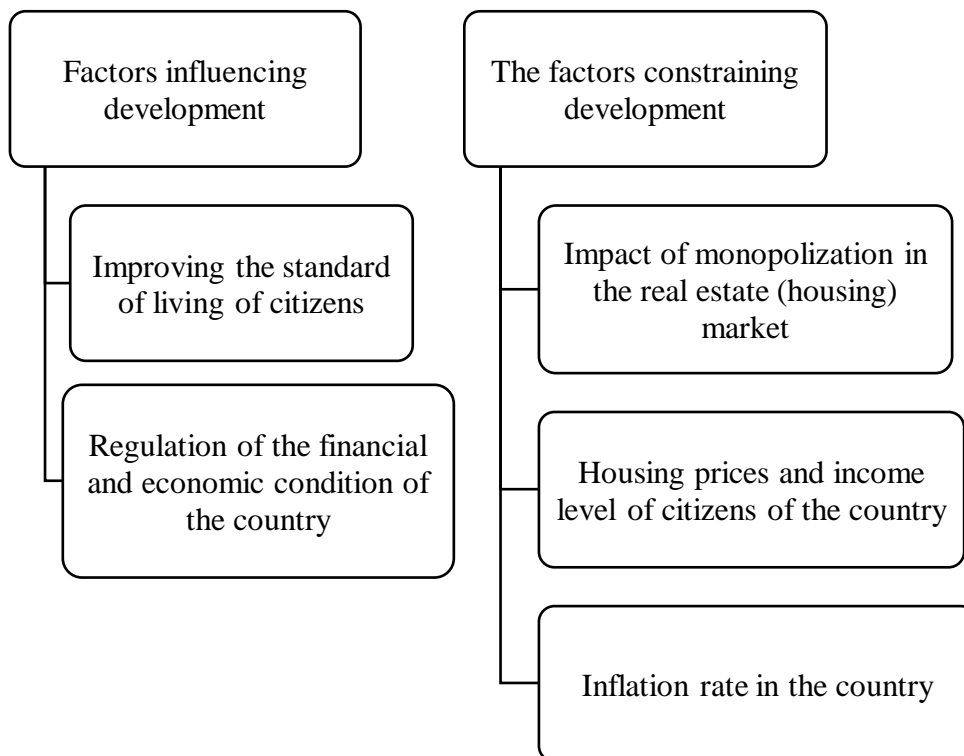 Factors influencing
development
Improving the standard
of living of citizens
Regulation of the financial
and economic condition of
the country
The factors constraining
development
Impact of monopolization in
the real estate (housing)
market
Housing prices and income
level of citizens of the country
Inflation rate in the country